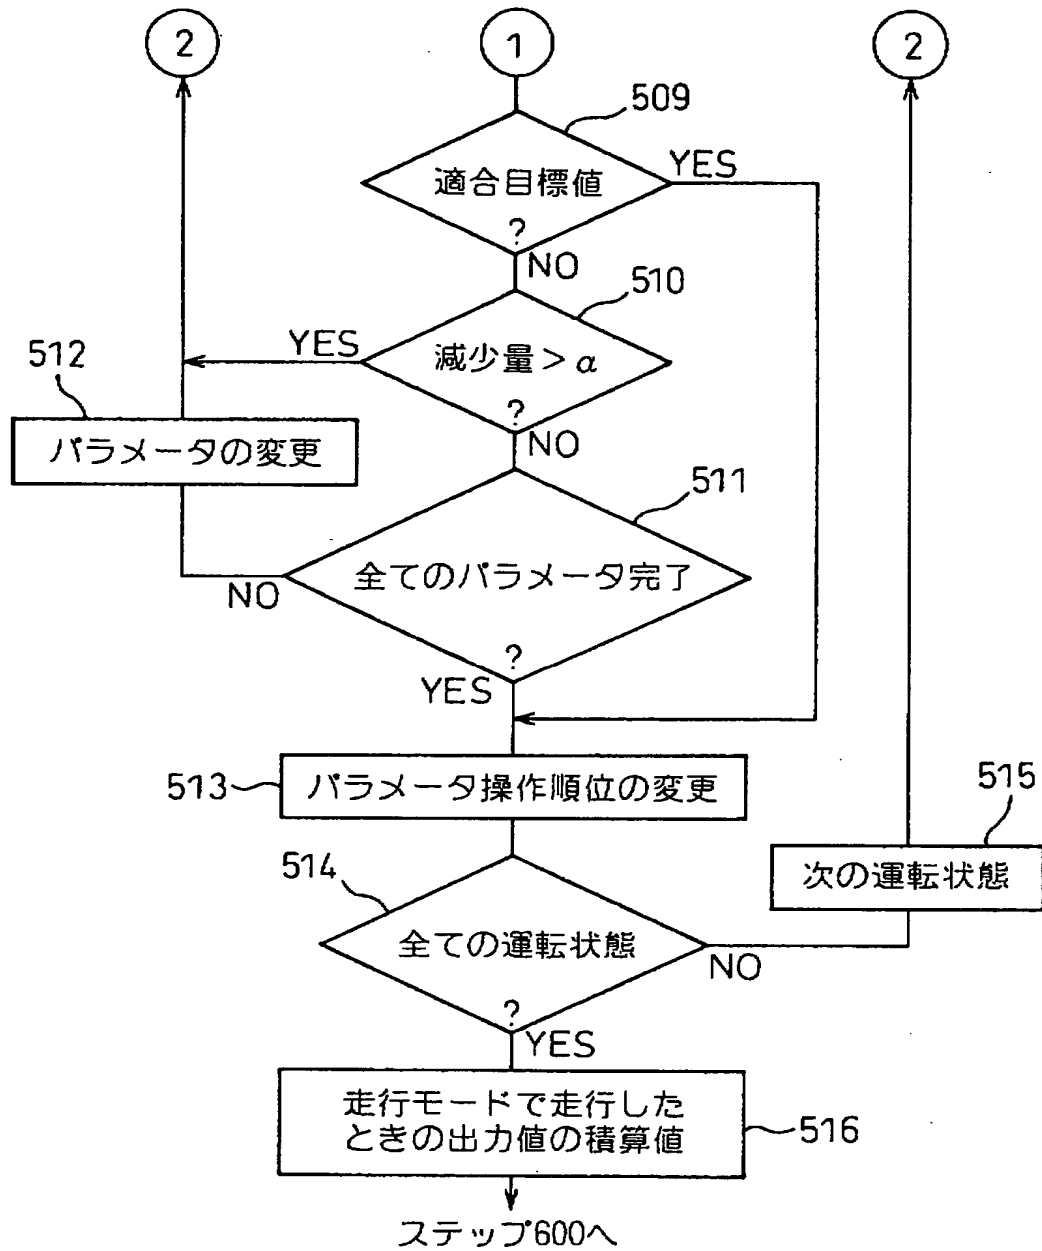 2
1
2
509
適合目標値
?
YES
NO
510
減少量>α
?
YES
NO
512
パラメータの変更
511
全てのパラメータ完了
?
NO
YES
513
パラメータ操作順位の変更
515
次の運転状態
514
全ての運転状態
?
NO
YES
走行モードで走行した
ときの出力値の積算値
516
ステップ600へ